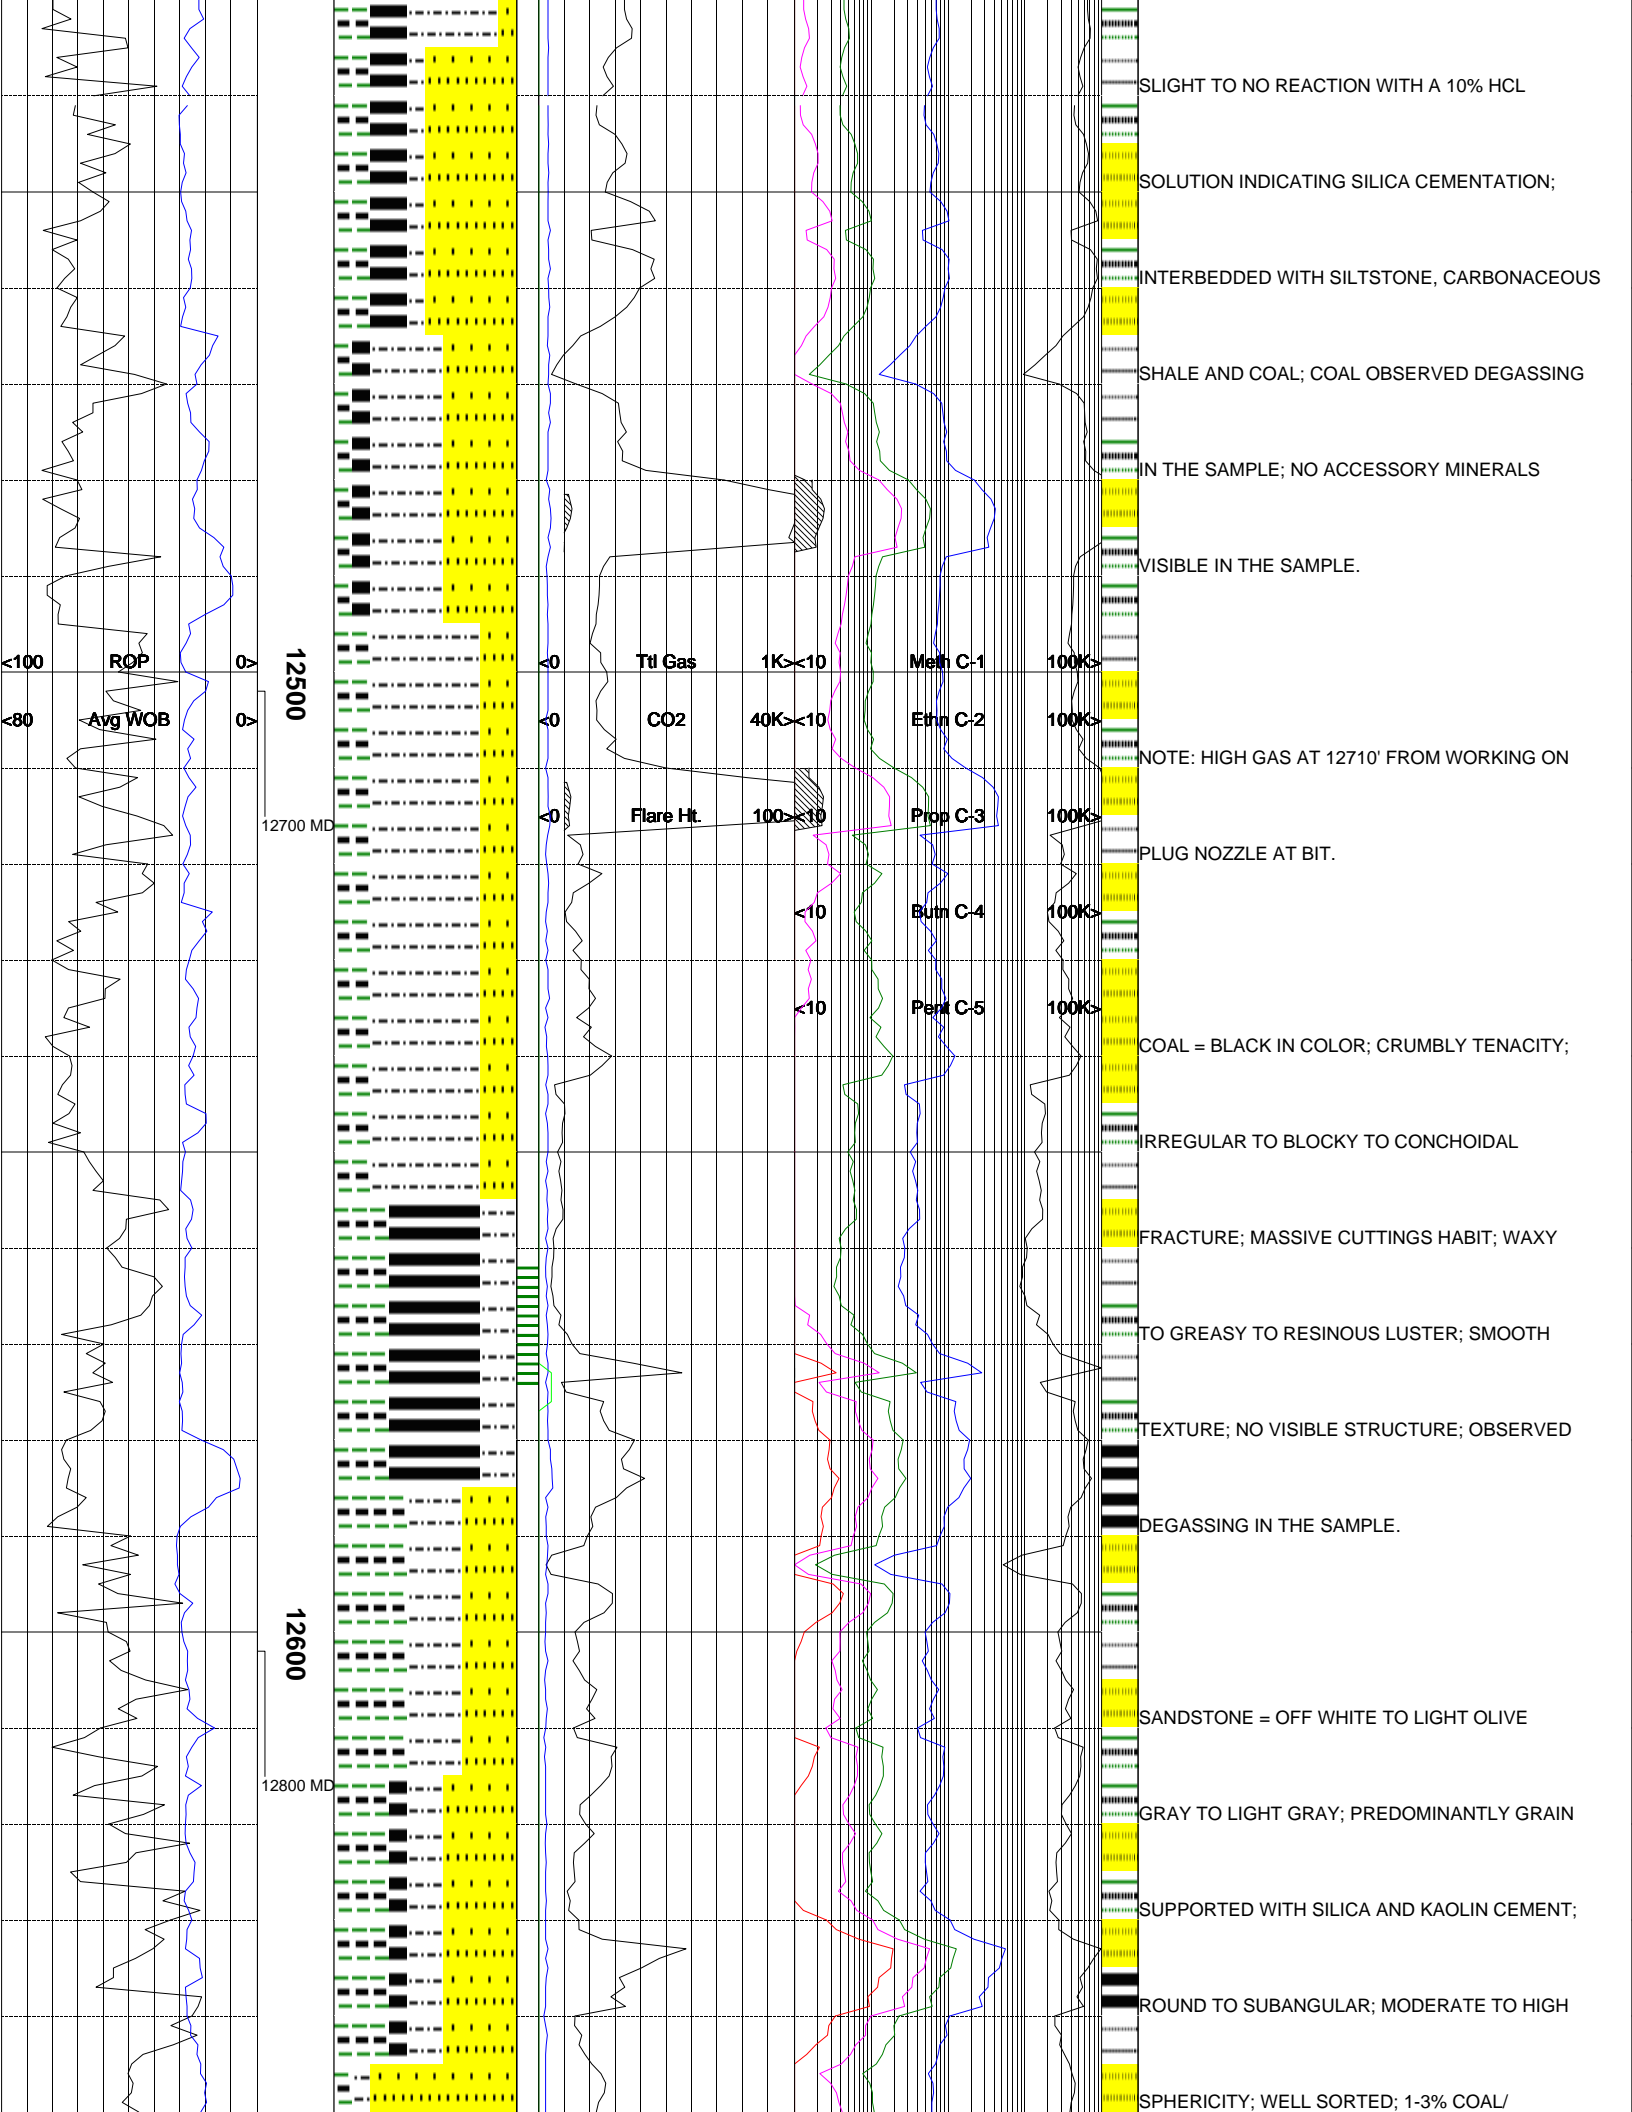 SLIGHT TO NO REACTION WITH A 10% HCL
SOLUTION INDICATING SILICA CEMENTATION;
INTERBEDDED WITH SILTSTONE, CARBONACEOUS
SHALE AND COAL; COAL OBSERVED DEGASSING
IN THE SAMPLE; NO ACCESSORY MINERALS
VISIBLE IN THE SAMPLE.
<100 ROP 0>
12500
<0 Ttl Gas 1K>
<10 Meth C-1 100K>
<80 Avg WOB 0>
<0 CO2 40K>
<10 Ethn C-2 100K>
NOTE: HIGH GAS AT 12710' FROM WORKING ON
12700 MD
<0 Flare Ht. 100>
<10 Prop C-3 100K>
PLUG NOZZLE AT BIT.
<10 Butn C-4 100K>
<10 Pent C-5 100K>
COAL = BLACK IN COLOR; CRUMBLY TENACITY;
IRREGULAR TO BLOCKY TO CONCHOIDAL
FRACTURE; MASSIVE CUTTINGS HABIT; WAXY
TO GREASY TO RESINOUS LUSTER; SMOOTH
TEXTURE; NO VISIBLE STRUCTURE; OBSERVED
DEGASSING IN THE SAMPLE.
12600
SANDSTONE = OFF WHITE TO LIGHT OLIVE
12800 MD
GRAY TO LIGHT GRAY; PREDOMINANTLY GRAIN
SUPPORTED WITH SILICA AND KAOLIN CEMENT;
ROUND TO SUBANGULAR; MODERATE TO HIGH
SPHERICITY; WELL SORTED; 1-3% COAL/